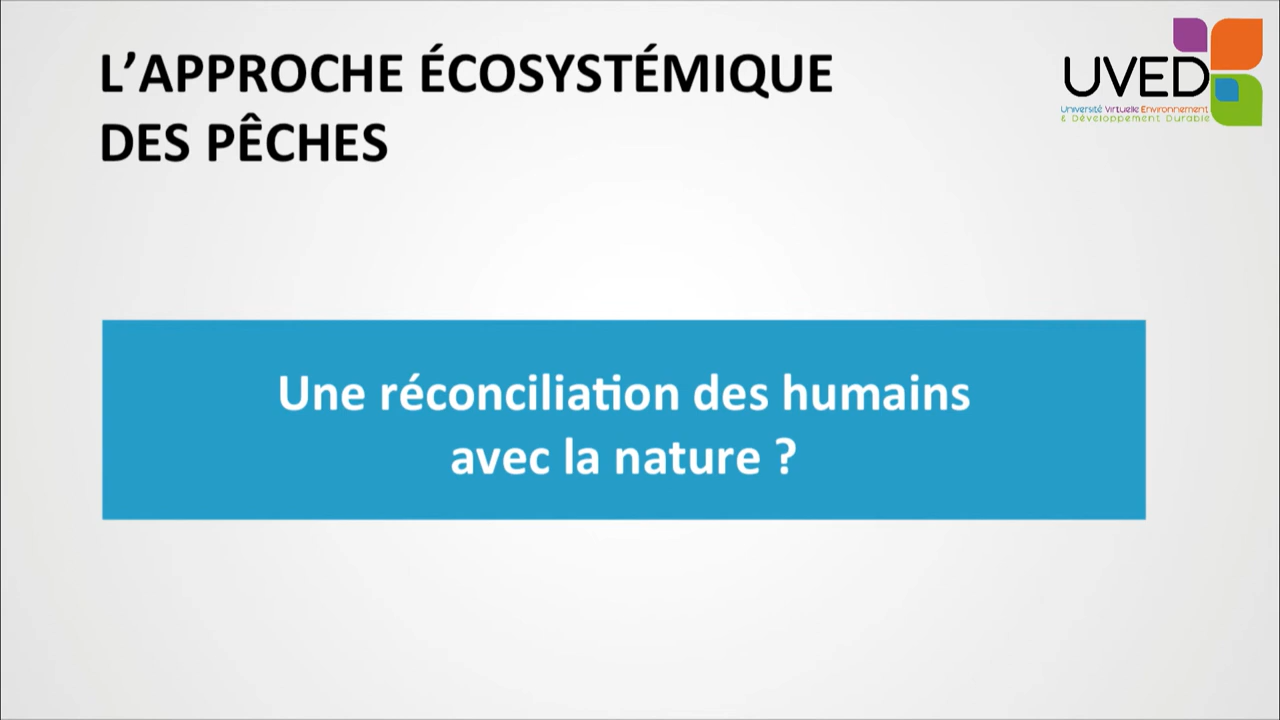 L’APPROCHE ÉCOSYSTÉMIQUE
DES PÊCHES
UVED
Université Virtuelle Environnement
& Développement Durable
Une réconciliation des humains
avec la nature ?